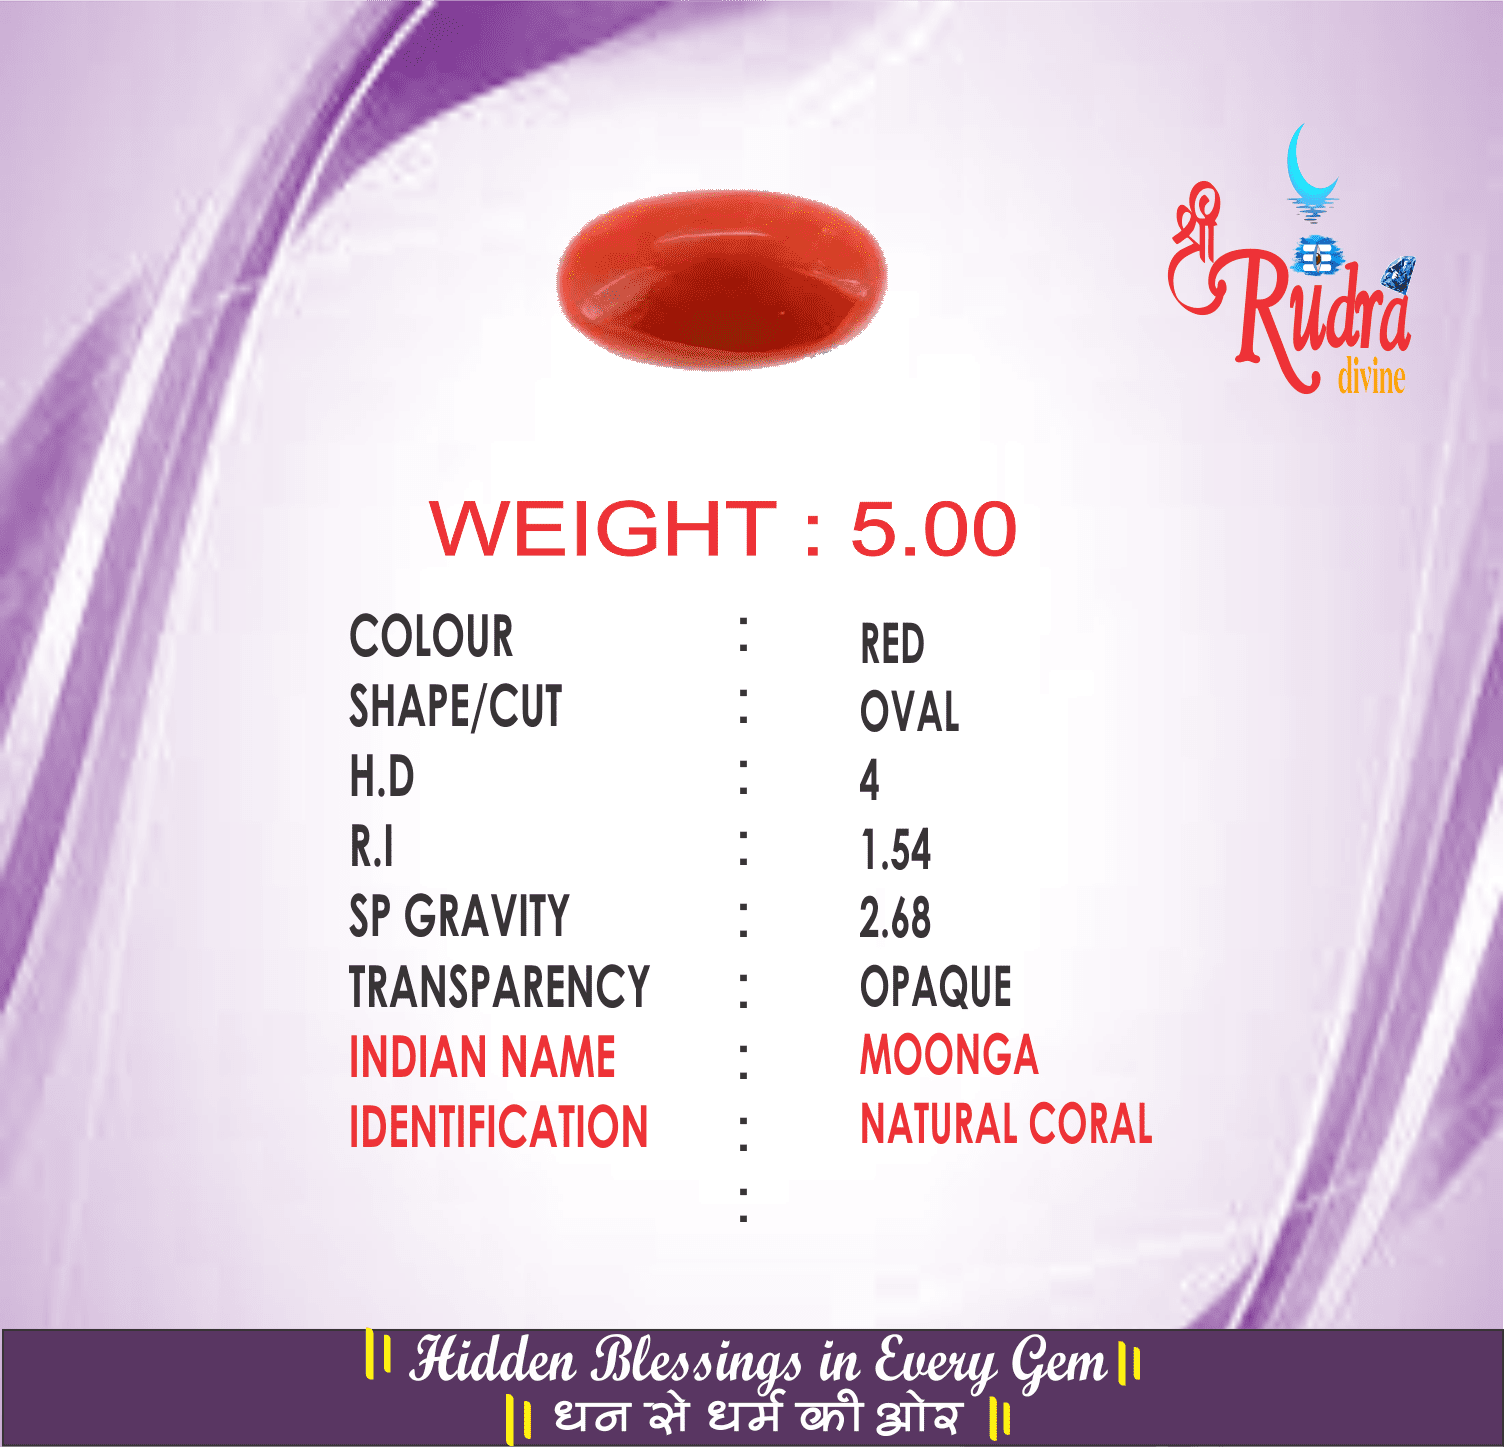 श्री
Rudra
divine
WEIGHT : 5.00
COLOUR : RED
SHAPE/CUT : OVAL
H.D : 4
R.I : 1.54
SP GRAVITY : 2.68
TRANSPARENCY : OPAQUE
INDIAN NAME : MOONGA
IDENTIFICATION : NATURAL CORAL
:
|| Hidden Blessings in Every Gem ||
|| धन से धर्म की ओर ||